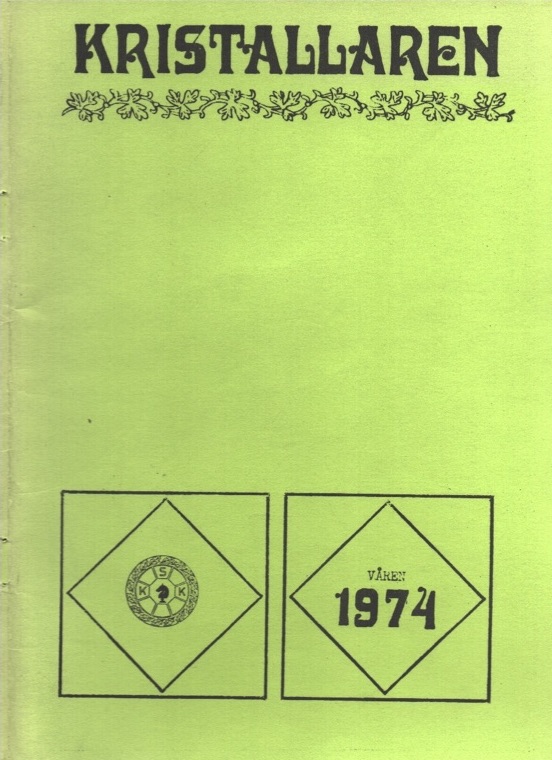 KRISTALLAREN
S
K K
VÅREN
1974